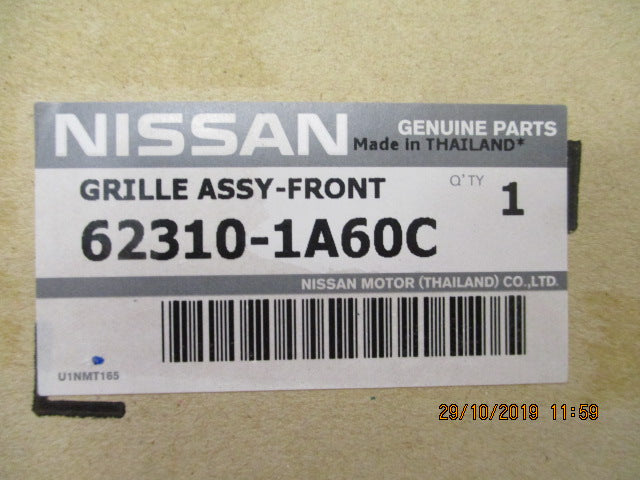 NISSAN
GENUINE PARTS
Made in THAILAND*
GRILLE ASSY-FRONT
Q'TY 1
62310-1A60C
NISSAN MOTOR (THAILAND) CO.,LTD.
U1NMT165
29/10/2019 11:59